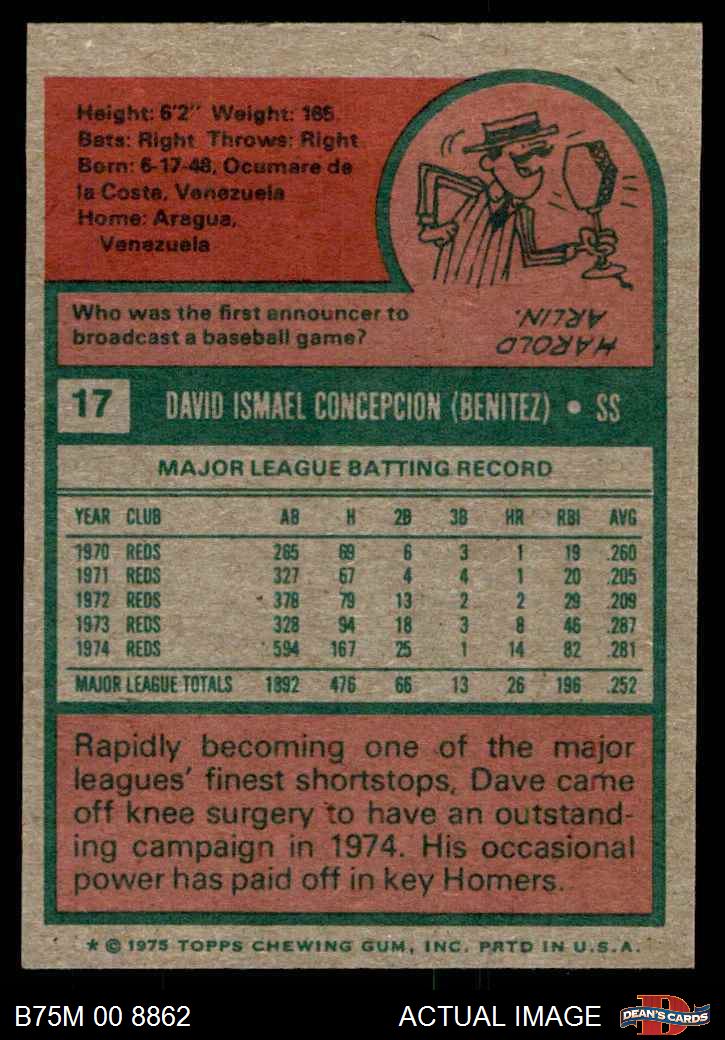 Height: 6'2" Weight: 165
Bats: Right Throws: Right
Born: 6-17-48, Ocumare de
la Costa, Venezuela
Home: Aragua,
Venezuela
Who was the first announcer to
broadcast a baseball game?
HAROLD
ARLIN.
17 DAVID ISMAEL CONCEPCION (BENITEZ) • SS
MAJOR LEAGUE BATTING RECORD
YEAR CLUB AB H 2B 3B HR RBI AVG
1970 REDS 265 69 6 3 1 19 .260
1971 REDS 327 67 4 4 1 20 .205
1972 REDS 378 79 13 2 2 29 .209
1973 REDS 328 94 18 3 8 46 .287
1974 REDS 594 167 25 1 14 82 .281
MAJOR LEAGUE TOTALS 1892 476 66 13 26 196 .252
Rapidly becoming one of the major
leagues' finest shortstops, Dave came
off knee surgery to have an outstand-
ing campaign in 1974. His occasional
power has paid off in key Homers.
* © 1975 TOPPS CHEWING GUM, INC. PRTD IN U.S.A.
B75M 00 8862 ACTUAL IMAGE
DEAN'S CARDS